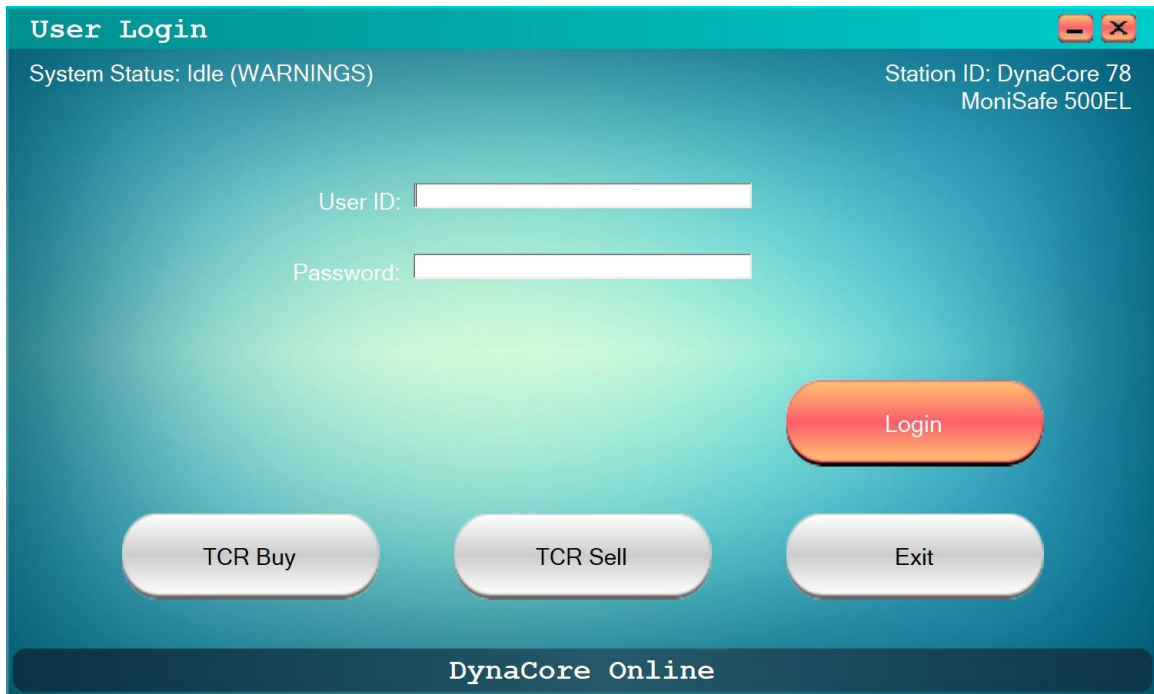 User Login
System Status: Idle (WARNINGS)
Station ID: DynaCore 78
MoniSafe 500EL
User ID:
Password:
Login
TCR Buy
TCR Sell
Exit
DynaCore Online